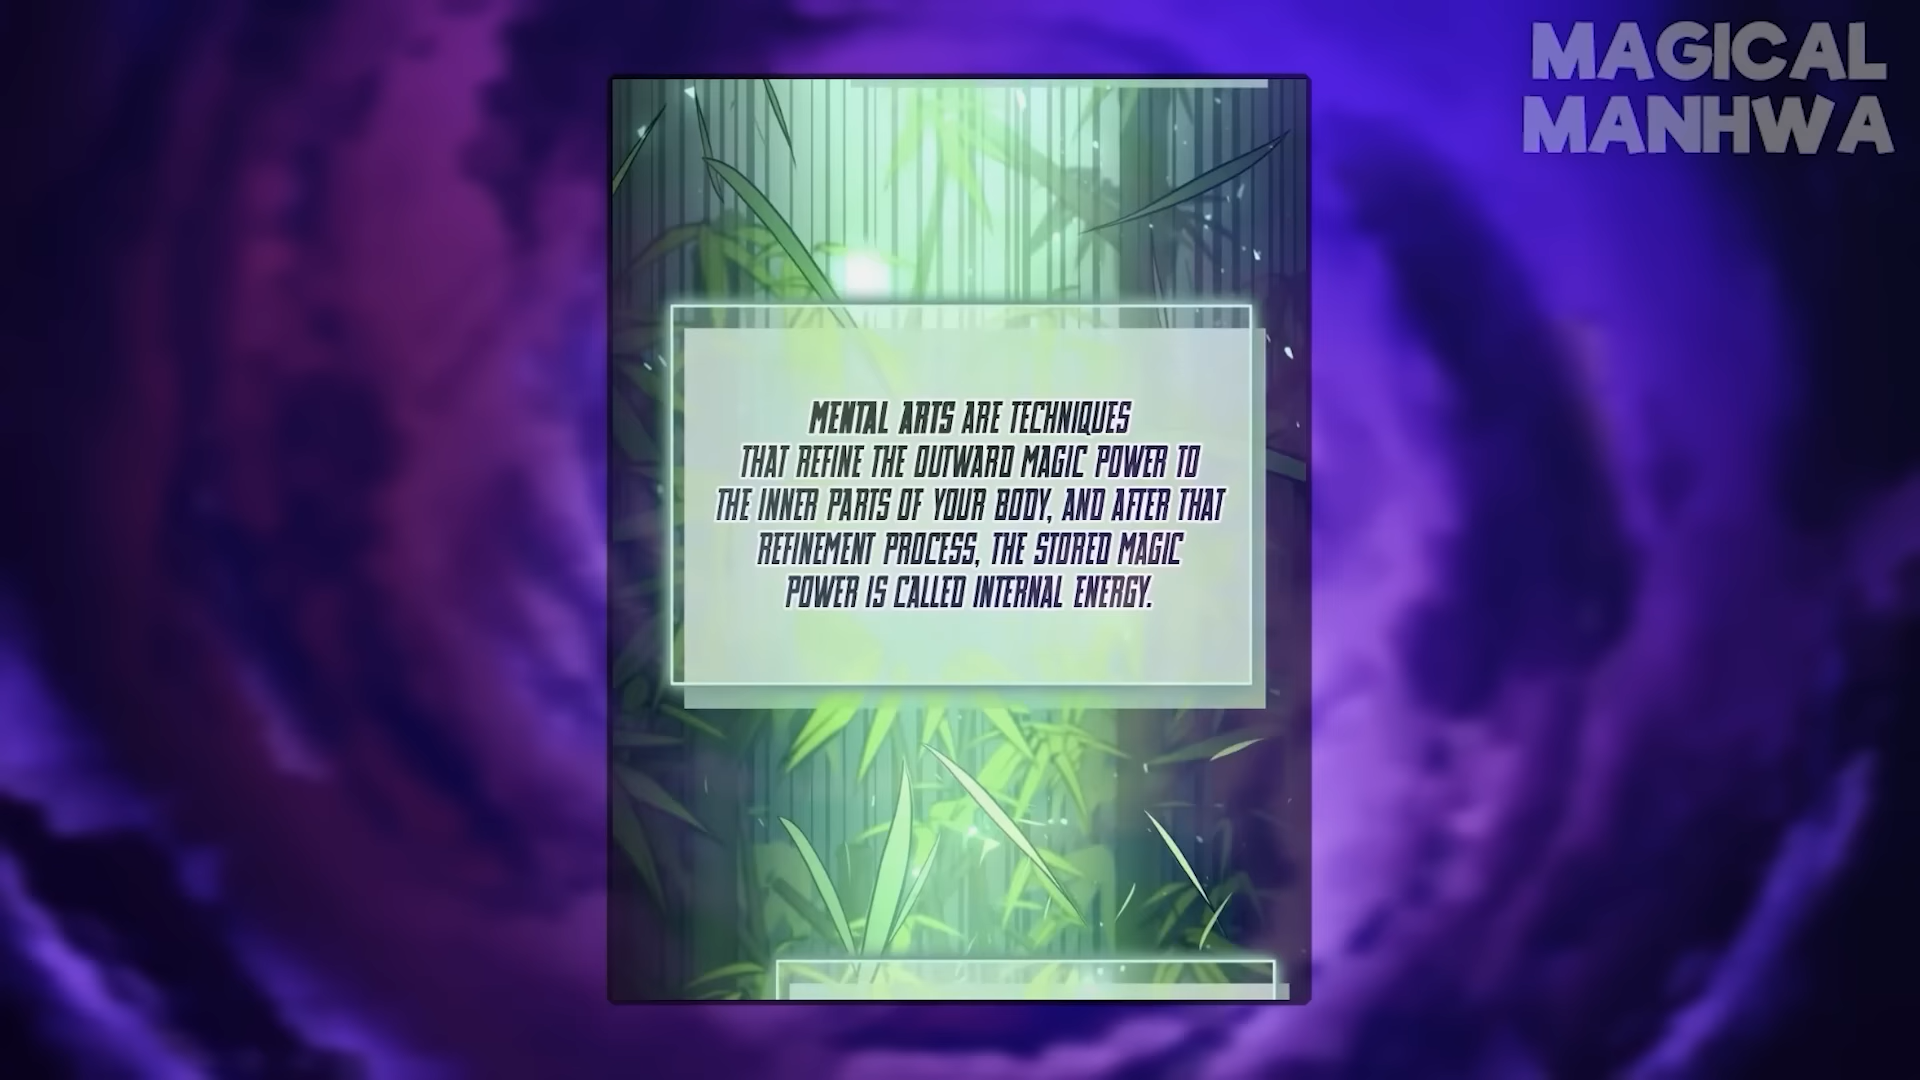 MAGICAL
MANHWA
MENTAL ARTS ARE TECHNIQUES
THAT REFINE THE OUTWARD MAGIC POWER TO
THE INNER PARTS OF YOUR BODY, AND AFTER THAT
REFINEMENT PROCESS, THE STORED MAGIC
POWER IS CALLED INTERNAL ENERGY.